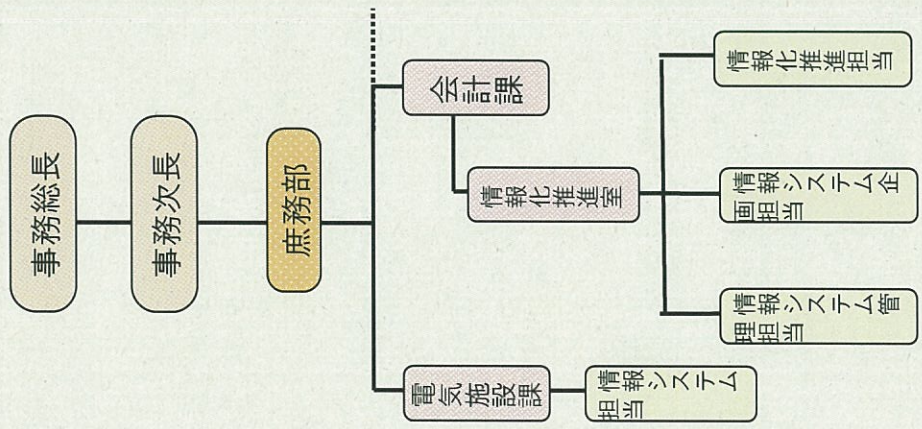 事務総長
事務次長
庶務部
電気施設課
会計課
情報化推進室
情報システム
担当
情報システム管
理担当
情報システム企
画担当
情報化推進担当